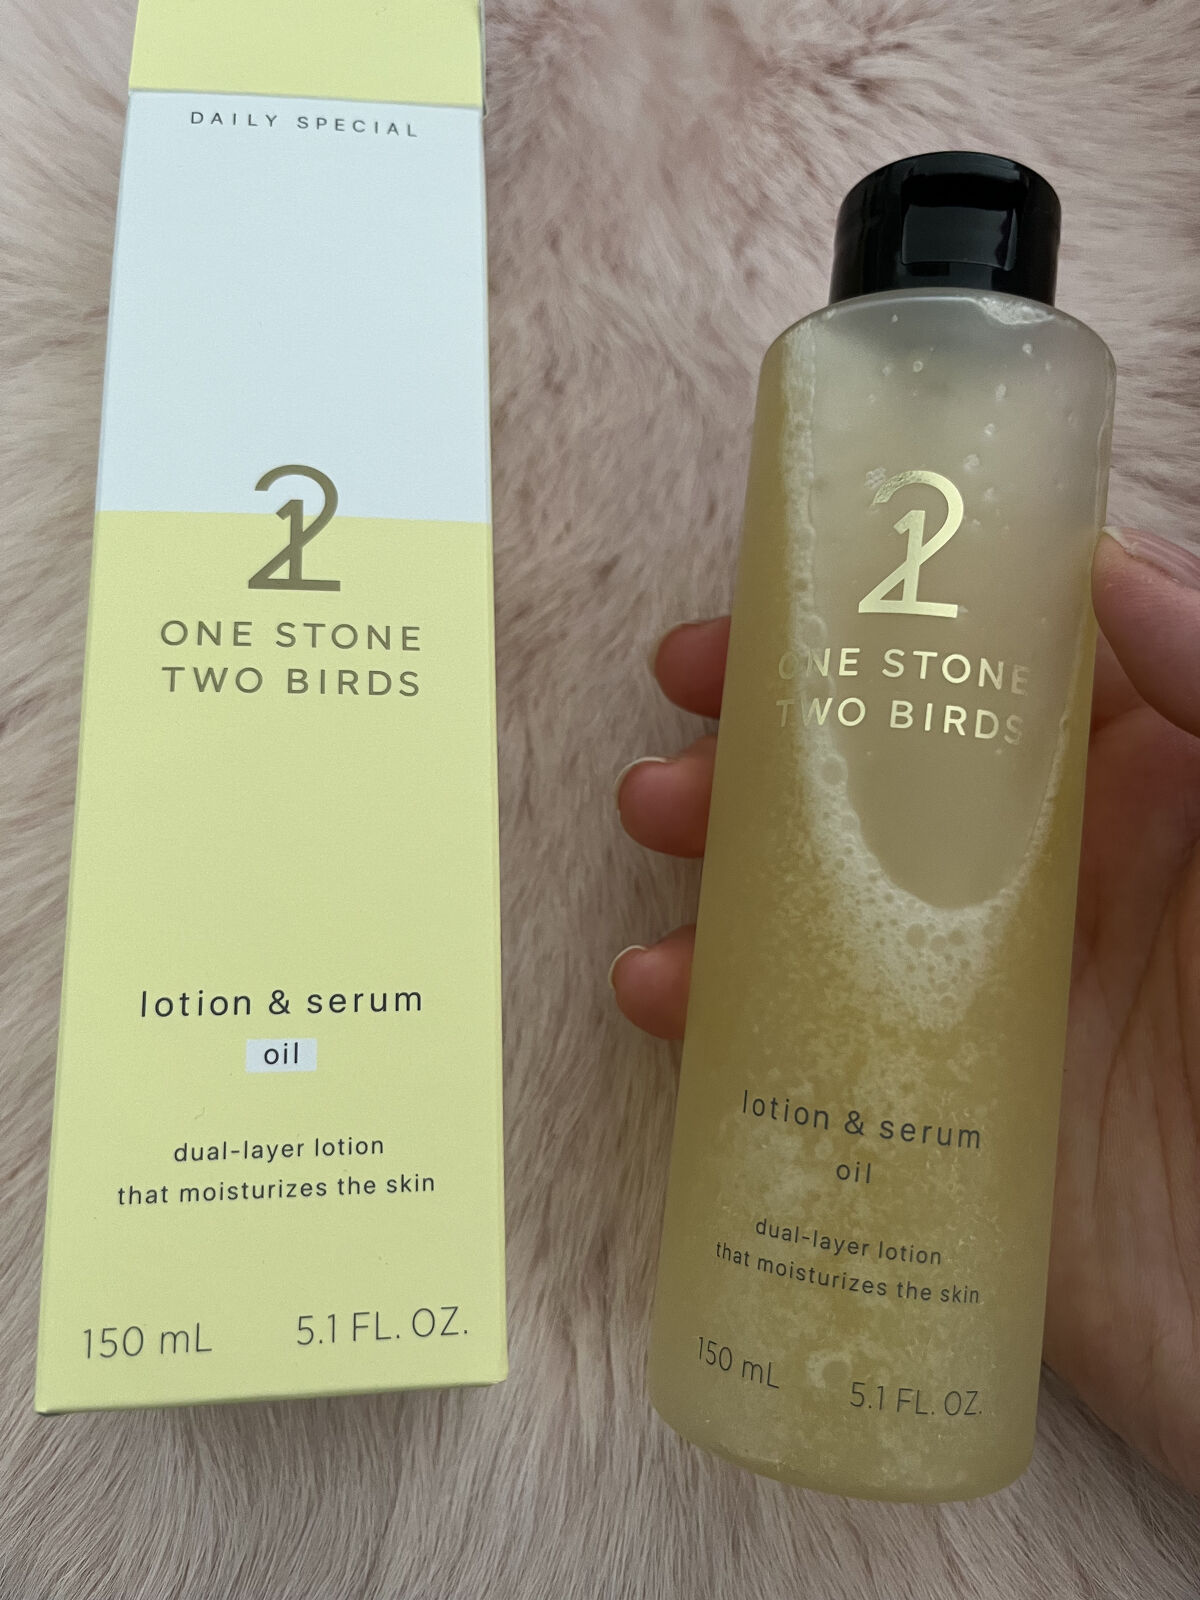 DAILY SPECIAL
21
ONE STONE
TWO BIRDS
lotion & serum
oil
dual-layer lotion
that moisturizes the skin
150 mL 5.1 FL. OZ.
21
ONE STONE
TWO BIRDS
lotion & serum
oil
dual-layer lotion
that moisturizes the skin
150 mL 5.1 FL. OZ.